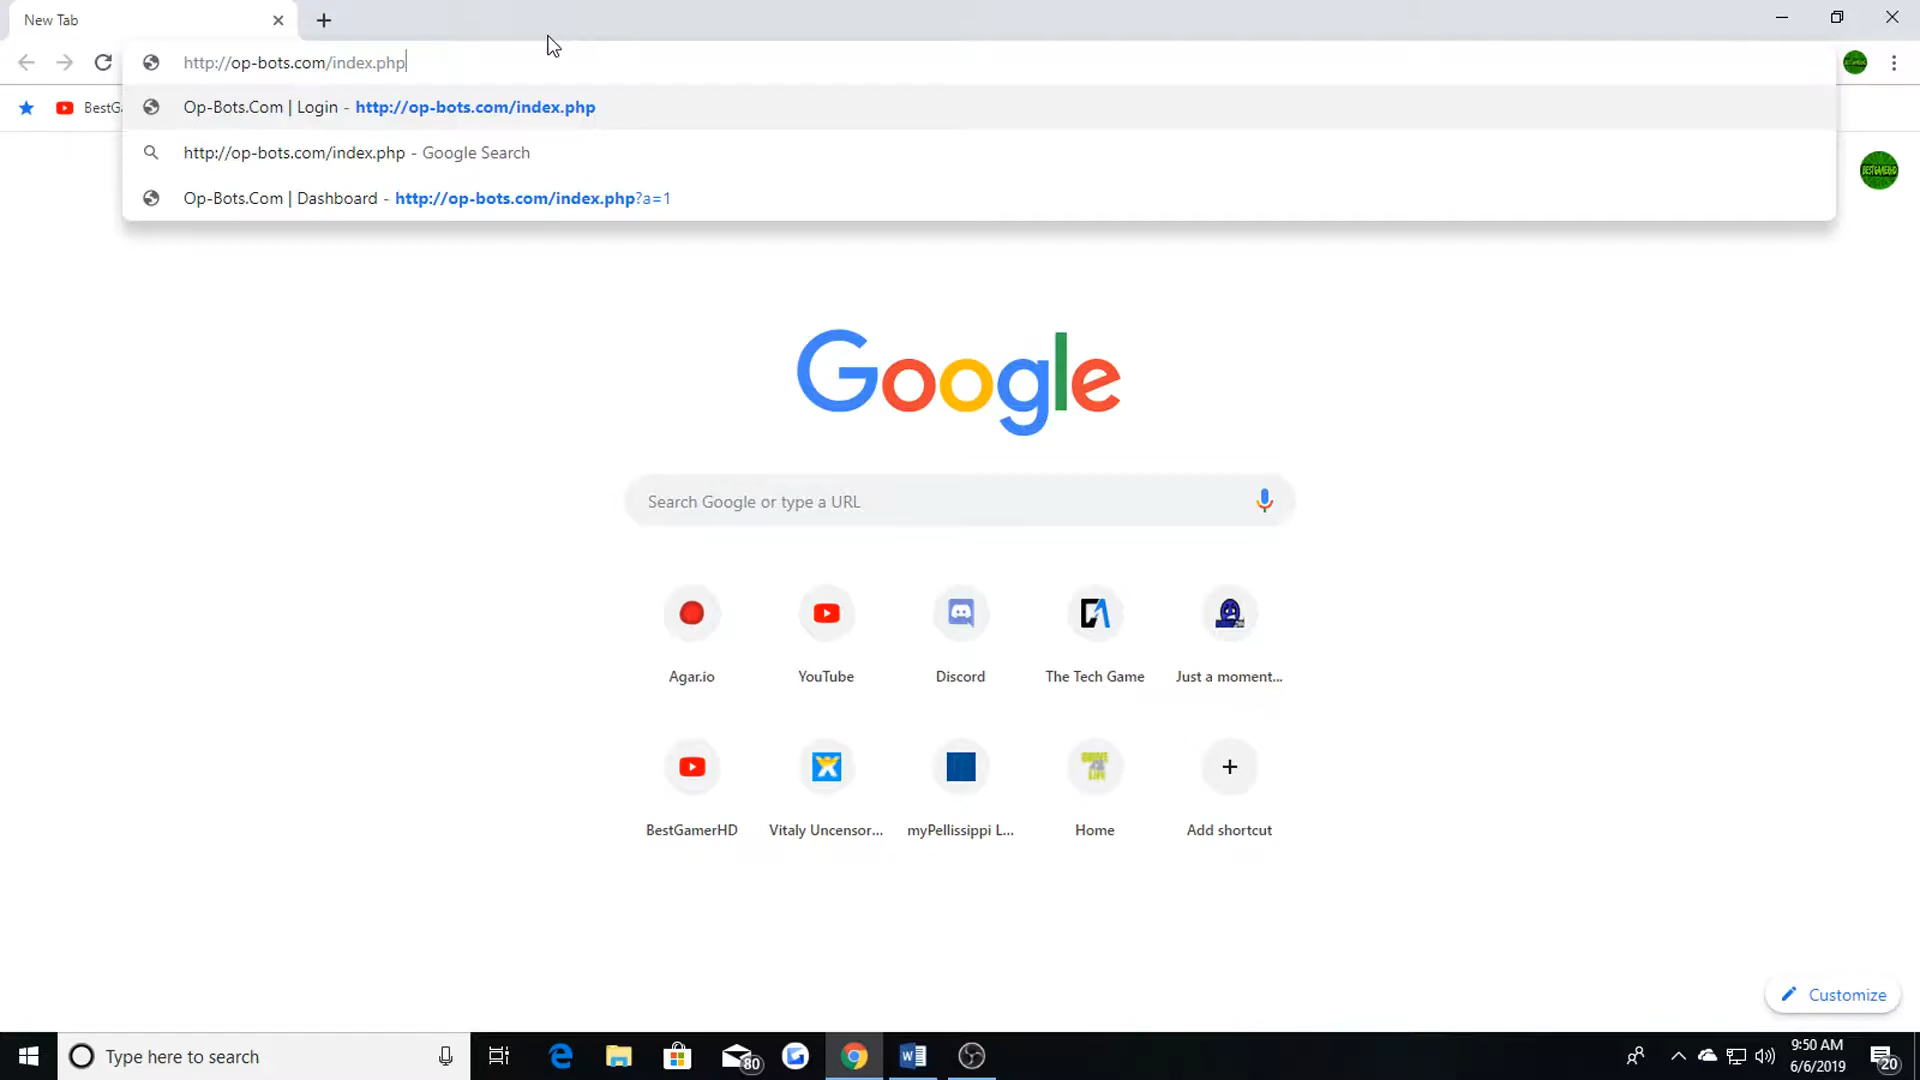 New Tab
http://op-bots.com/index.php
Op-Bots.Com | Login - http://op-bots.com/index.php
http://op-bots.com/index.php - Google Search
Op-Bots.Com | Dashboard - http://op-bots.com/index.php?a=1
BestG
BESTGAMERHD
Google
Search Google or type a URL
Agar.io
YouTube
Discord
The Tech Game
Just a moment...
BestGamerHD
Vitaly Uncensor...
myPellissippi L...
Home
Add shortcut
Customize
Type here to search
80
9:50 AM
6/6/2019
20